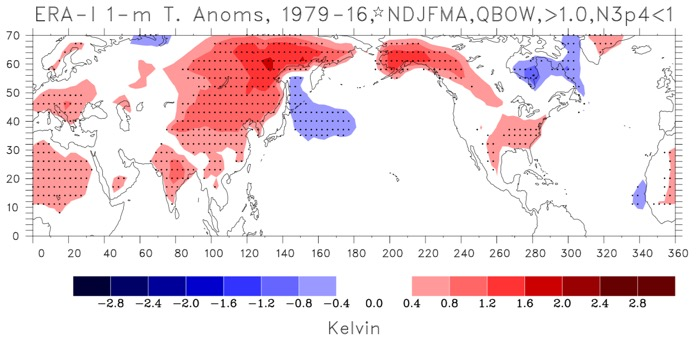 ERA-I 1-m T. Anoms, 1979-16,☆NDJFMA,QBOW,>1.0,N3p4<1
70
60
50
40
30
20
10
0
0 20 40 60 80 100 120 140 160 180 200 220 240 260 280 300 320 340 360
−2.8 −2.4 −2.0 −1.6 −1.2 −0.8 −0.4 0.0 0.4 0.8 1.2 1.6 2.0 2.4 2.8
Kelvin